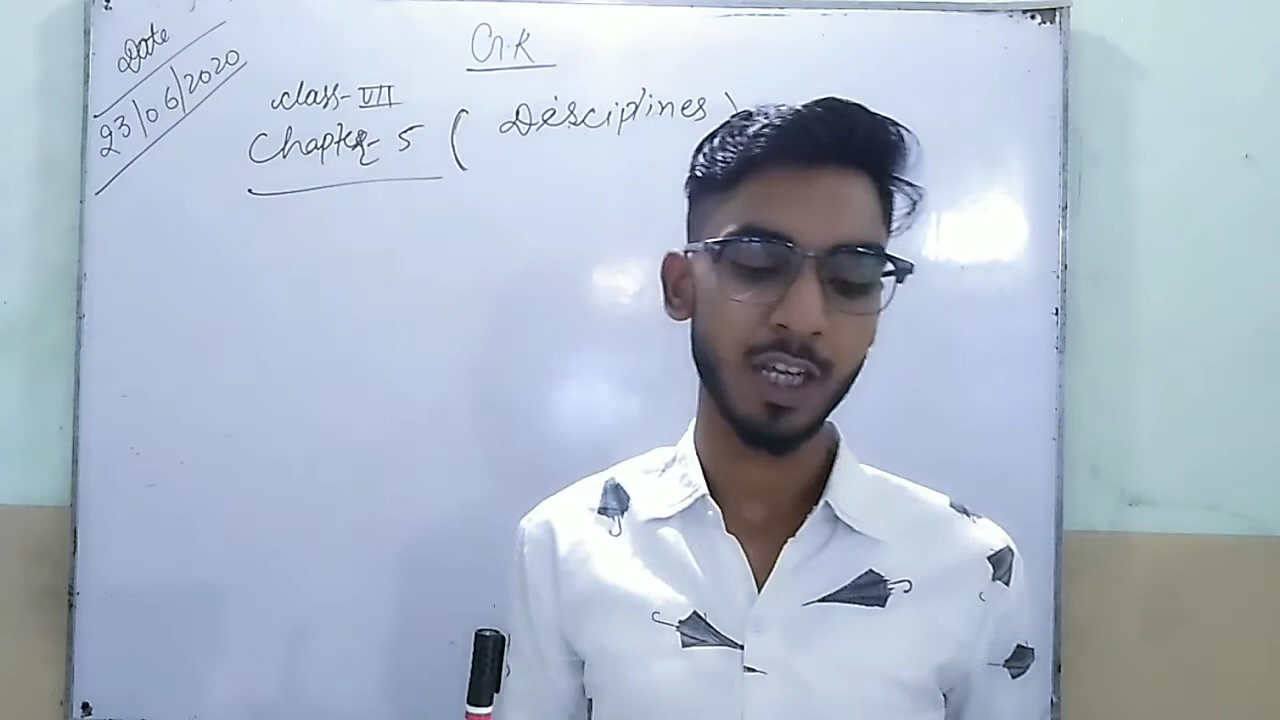 Date
23/06/2020
G.K
class-VII
Chapter-5 ( Desciplines )